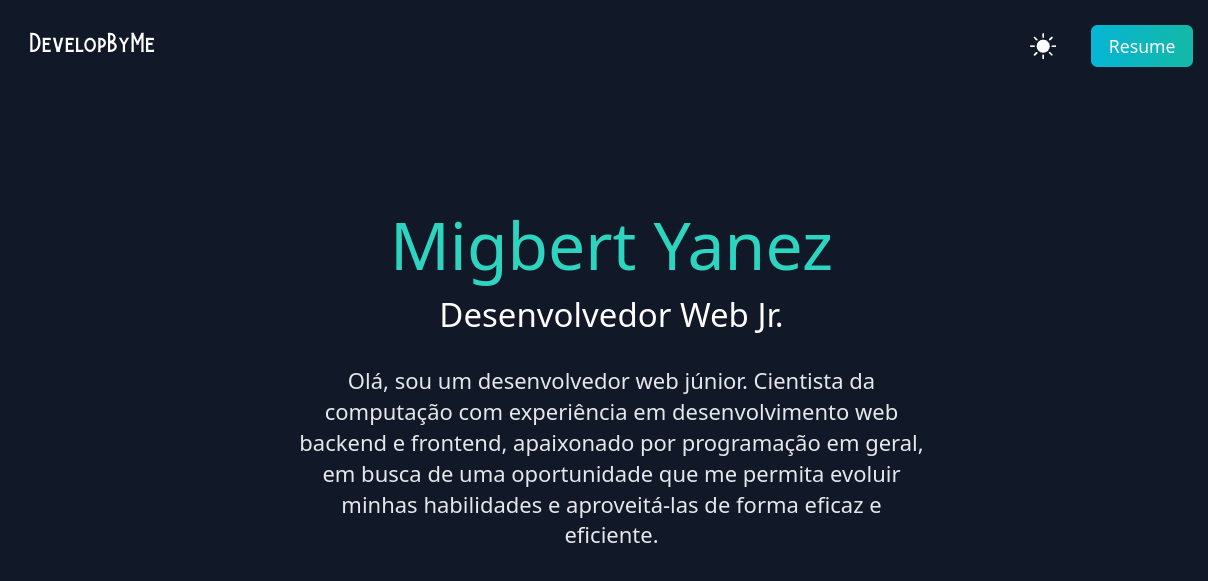 DevelopByMe
Resume
Migbert Yanez
Desenvolvedor Web Jr.
Olá, sou um desenvolvedor web júnior. Cientista da
computação com experiência em desenvolvimento web
backend e frontend, apaixonado por programação em geral,
em busca de uma oportunidade que me permita evoluir
minhas habilidades e aproveitá-las de forma eficaz e
eficiente.